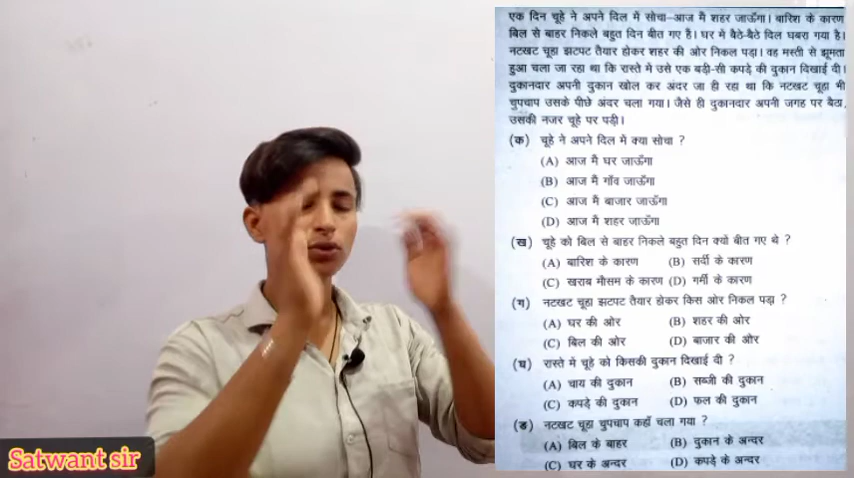 एक दिन चूहे ने अपने दिल में सोचा–आज मैं शहर जाऊँगा। बारिश के कारण
बिल से बाहर निकले बहुत दिन बीत गए हैं। घर में बैठे-बैठे दिल घबरा गया है।
नटखट चूहा झटपट तैयार होकर शहर की ओर निकल पड़ा। वह मस्ती से झूमता
हुआ चला जा रहा था कि रास्ते में उसे एक बड़ी-सी कपड़े की दुकान दिखाई दी।
दुकानदार अपनी दुकान खोल कर अंदर जा ही रहा था कि नटखट चूहा भी
चुपचाप उसके पीछे अंदर चला गया। जैसे ही दुकानदार अपनी जगह पर बैठा,
उसकी नजर चूहे पर पड़ी।
(क) चूहे ने अपने दिल में क्या सोचा ?
(A) आज मैं घर जाऊँगा
(B) आज मैं गाँव जाऊँगा
(C) आज मैं बाजार जाऊँगा
(D) आज मैं शहर जाऊँगा
(ख) चूहे को बिल से बाहर निकले बहुत दिन क्यों बीत गए थे ?
(A) बारिश के कारण (B) सर्दी के कारण
(C) खराब मौसम के कारण (D) गर्मी के कारण
(ग) नटखट चूहा झटपट तैयार होकर किस ओर निकल पड़ा ?
(A) घर की ओर (B) शहर की ओर
(C) बिल की ओर (D) बाजार की ओर
(घ) रास्ते में चूहे को किसकी दुकान दिखाई दी ?
(A) चाय की दुकान (B) सब्जी की दुकान
(C) कपड़े की दुकान (D) फल की दुकान
(ङ) नटखट चूहा चुपचाप कहाँ चला गया ?
(A) बिल के बाहर (B) दुकान के अन्दर
(C) घर के अन्दर (D) कपड़े के अन्दर
Satwant sir